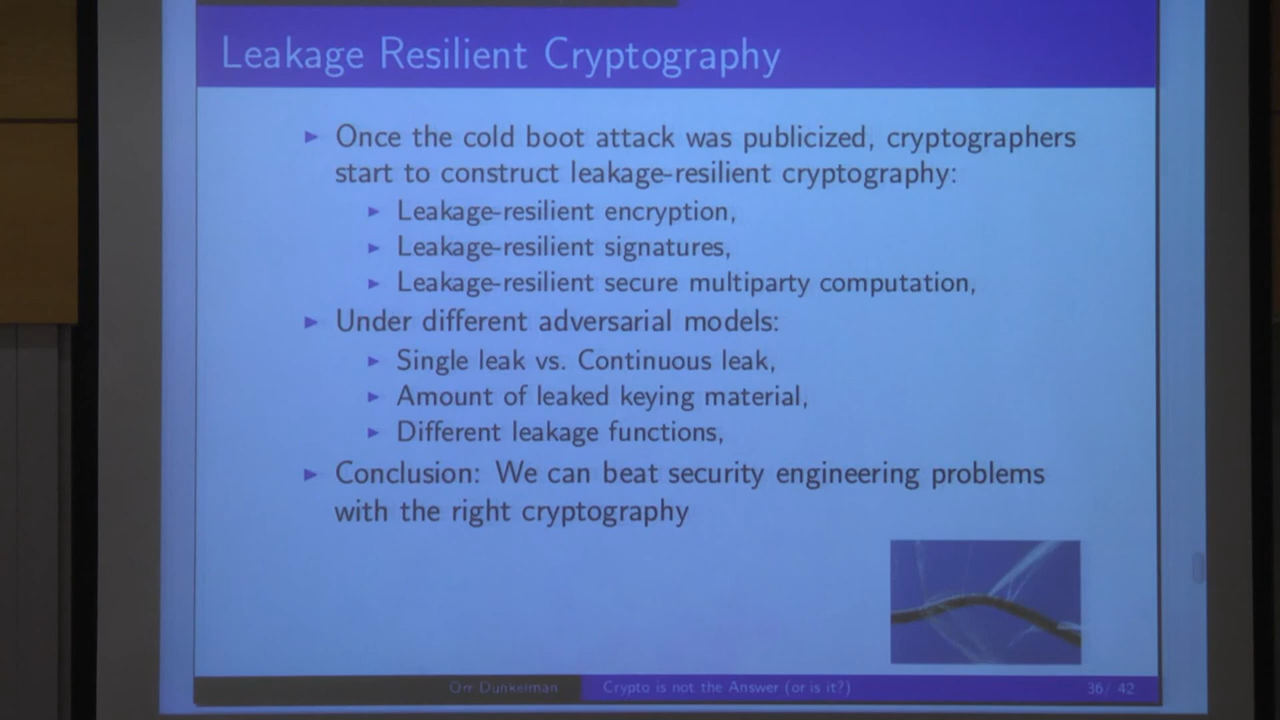 Leakage Resilient Cryptography
Once the cold boot attack was publicized, cryptographers
start to construct leakage-resilient cryptography:
Leakage-resilient encryption,
Leakage-resilient signatures,
Leakage-resilient secure multiparty computation,
Under different adversarial models:
Single leak vs. Continuous leak,
Amount of leaked keying material,
Different leakage functions,
Conclusion: We can beat security engineering problems
with the right cryptography
Orr Dunkelman Crypto is not the Answer (or is it?) 36/ 42